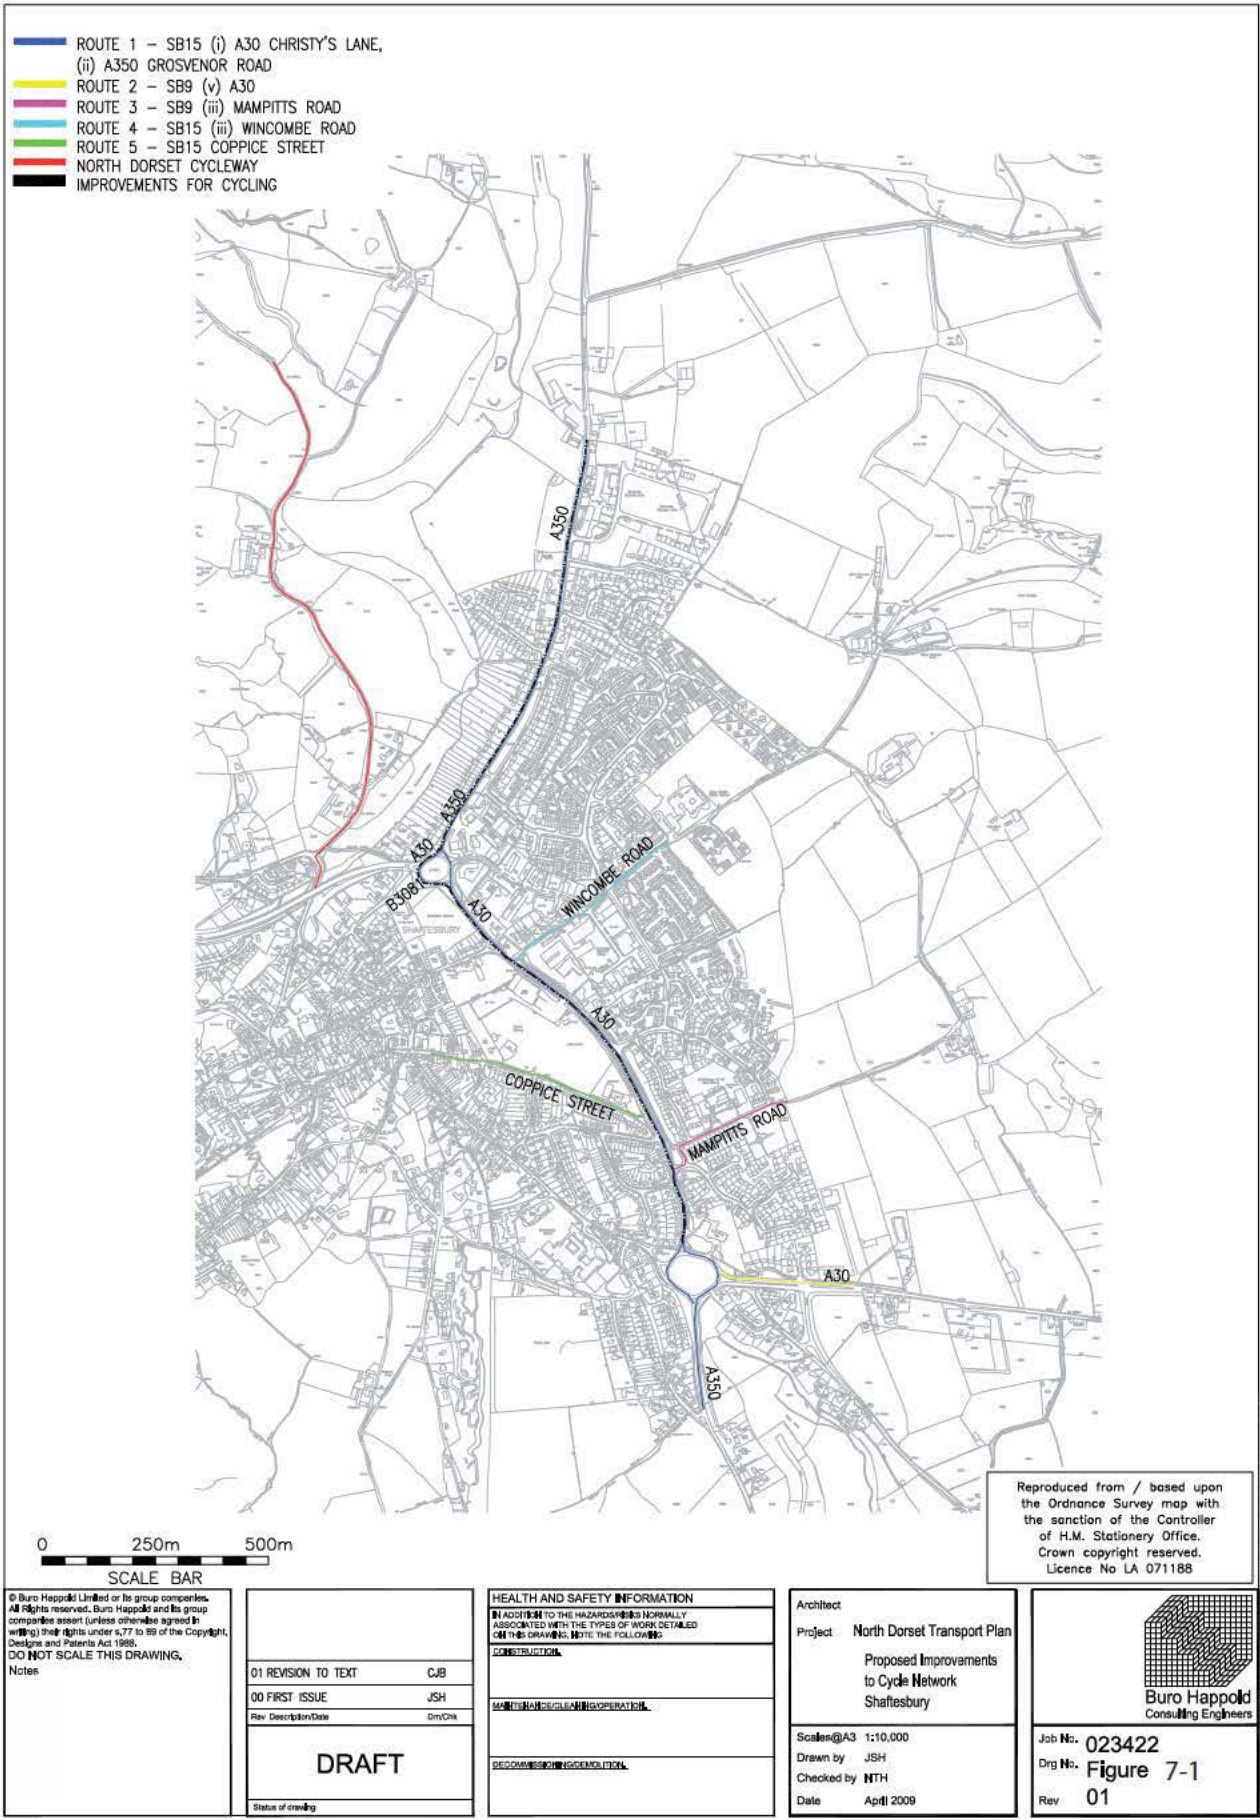 ROUTE 1 – SB15 (i) A30 CHRISTY'S LANE,
(ii) A350 GROSVENOR ROAD
ROUTE 2 – SB9 (v) A30
ROUTE 3 – SB9 (iii) MAMPITTS ROAD
ROUTE 4 – SB15 (iii) WINCOMBE ROAD
ROUTE 5 – SB15 COPPICE STREET
NORTH DORSET CYCLEWAY
IMPROVEMENTS FOR CYCLING
A350
A350
A30
B3081
A30
WINCOMBE ROAD
SHAFTESBURY
A30
COPPICE STREET
MAMPITTS ROAD
A30
A350
Reproduced from / based upon
the Ordnance Survey map with
the sanction of the Controller
of H.M. Stationery Office.
Crown copyright reserved.
Licence No LA 071188
0 250m 500m
SCALE BAR
© Buro Happold Limited or its group companies.
All Rights reserved. Buro Happold and its group
companies assert (unless otherwise agreed in
writing) their rights under s.77 to 89 of the Copyright,
Designs and Patents Act 1988.
DO NOT SCALE THIS DRAWING.
Notes
01 REVISION TO TEXT CJB
00 FIRST ISSUE JSH
Rev Description/Date Drn/Chk
DRAFT
Status of drawing
HEALTH AND SAFETY INFORMATION
IN ADDITION TO THE HAZARDS/RISKS NORMALLY
ASSOCIATED WITH THE TYPES OF WORK DETAILED
ON THIS DRAWING, NOTE THE FOLLOWING
CONSTRUCTION.
MAINTENANCE/CLEANING/OPERATION.
DECOMMISSIONING/DEMOLITION.
Architect
Project North Dorset Transport Plan
Proposed Improvements
to Cycle Network
Shaftesbury
Scales@A3 1:10,000
Drawn by JSH
Checked by NTH
Date April 2009
Buro Happold
Consulting Engineers
Job No. 023422
Drg No. Figure 7-1
Rev 01